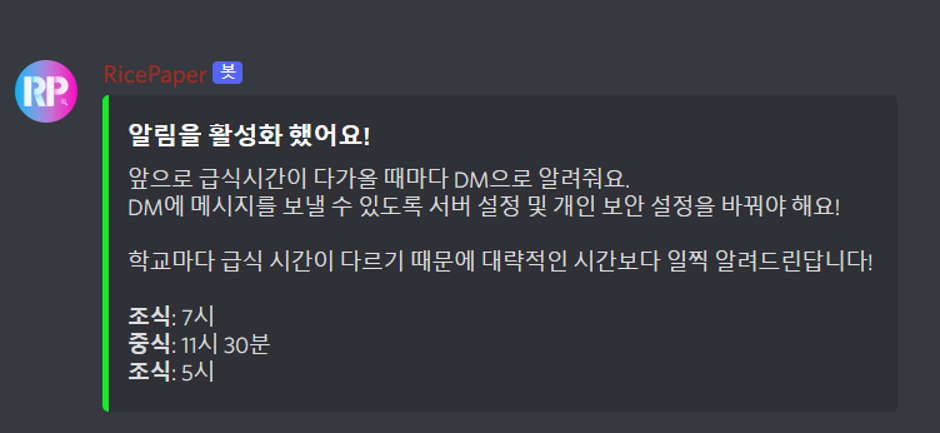 RP
RicePaper 봇
알림을 활성화 했어요!
앞으로 급식시간이 다가올 때마다 DM으로 알려줘요.
DM에 메시지를 보낼 수 있도록 서버 설정 및 개인 보안 설정을 바꿔야 해요!
학교마다 급식 시간이 다르기 때문에 대략적인 시간보다 일찍 알려드린답니다!
조식: 7시
중식: 11시 30분
조식: 5시